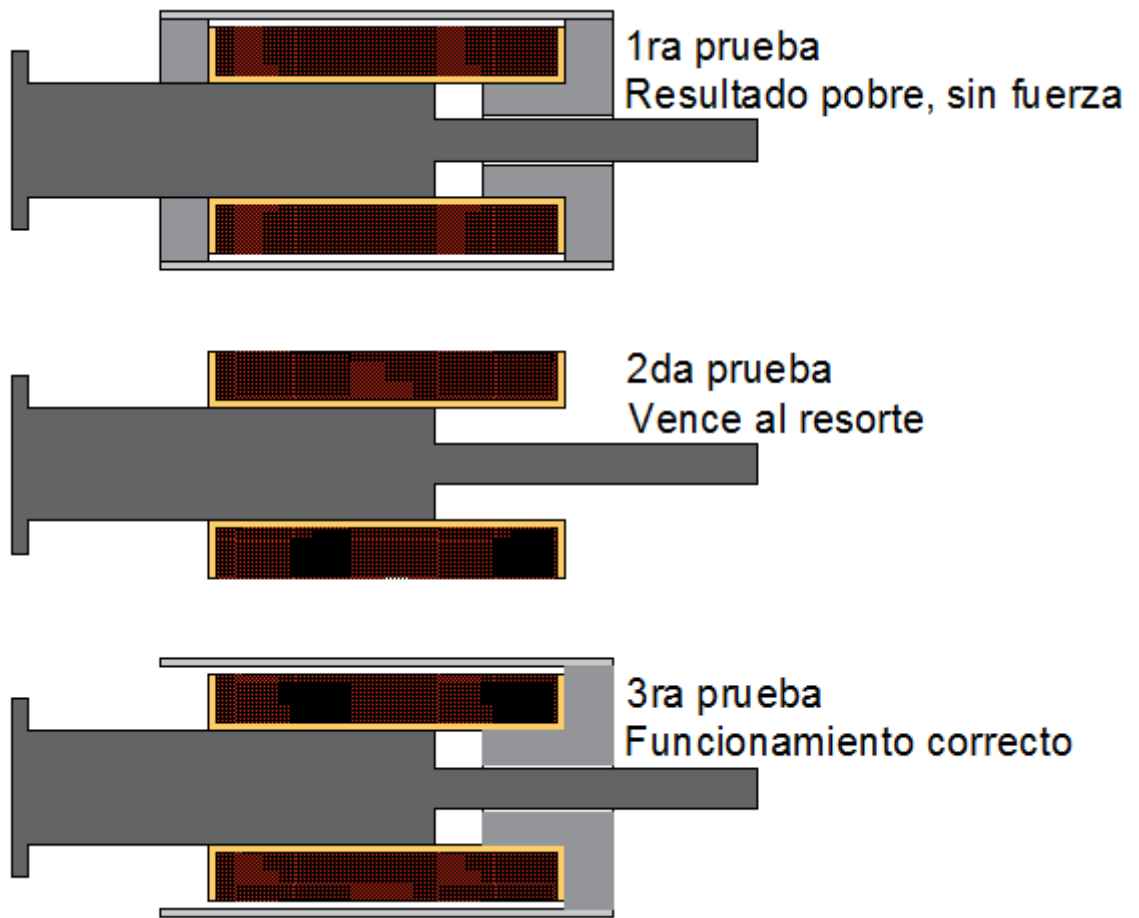 1ra prueba
Resultado pobre, sin fuerza
2da prueba
Vence al resorte
3ra prueba
Funcionamiento correcto